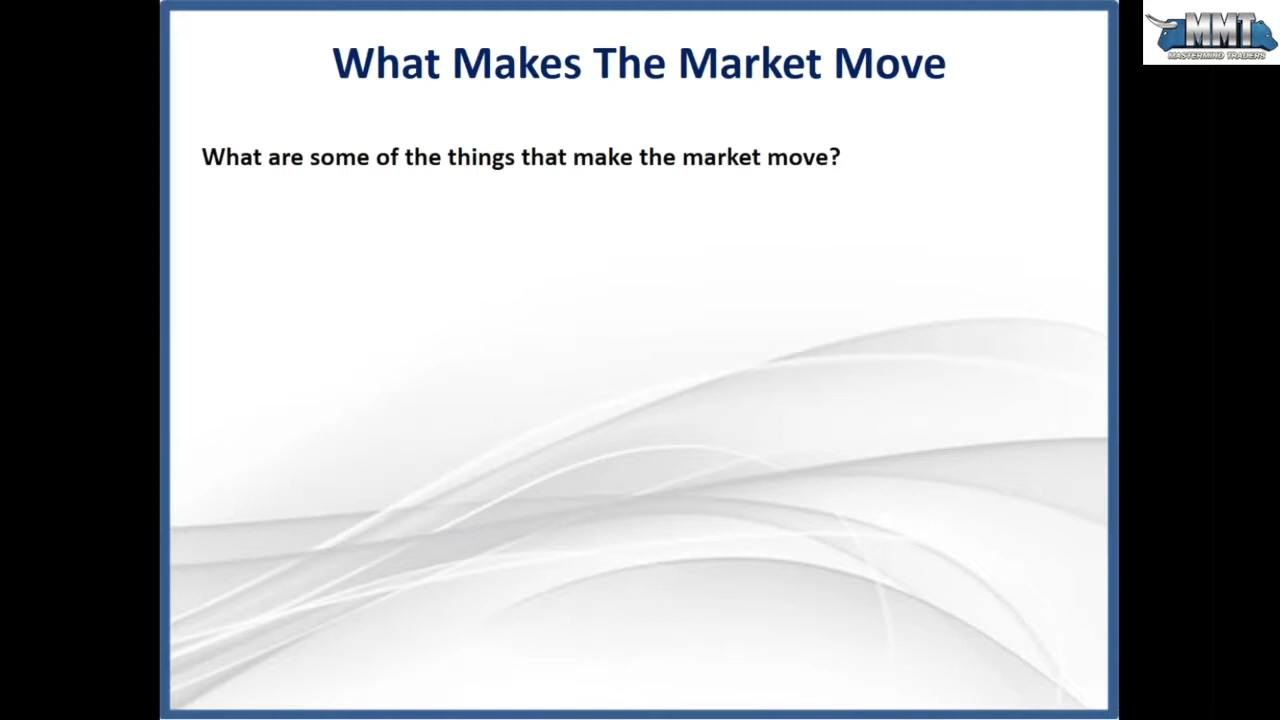 What Makes The Market Move
What are some of the things that make the market move?
MMT
MASTERMIND TRADERS